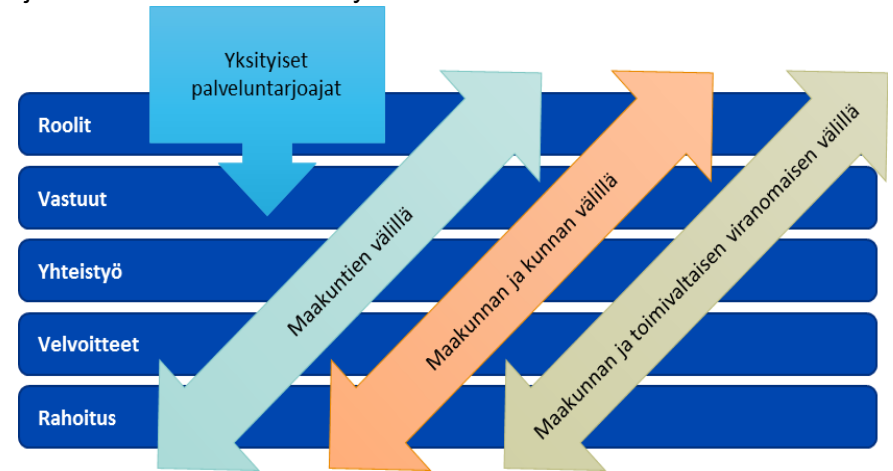 Yksityiset
palveluntarjoajat
Roolit
Vastuut
Yhteistyö
Velvoitteet
Rahoitus
Maakuntien välillä
Maakunnan ja kunnan välillä
Maakunnan ja toimivaltaisen viranomaisen välillä